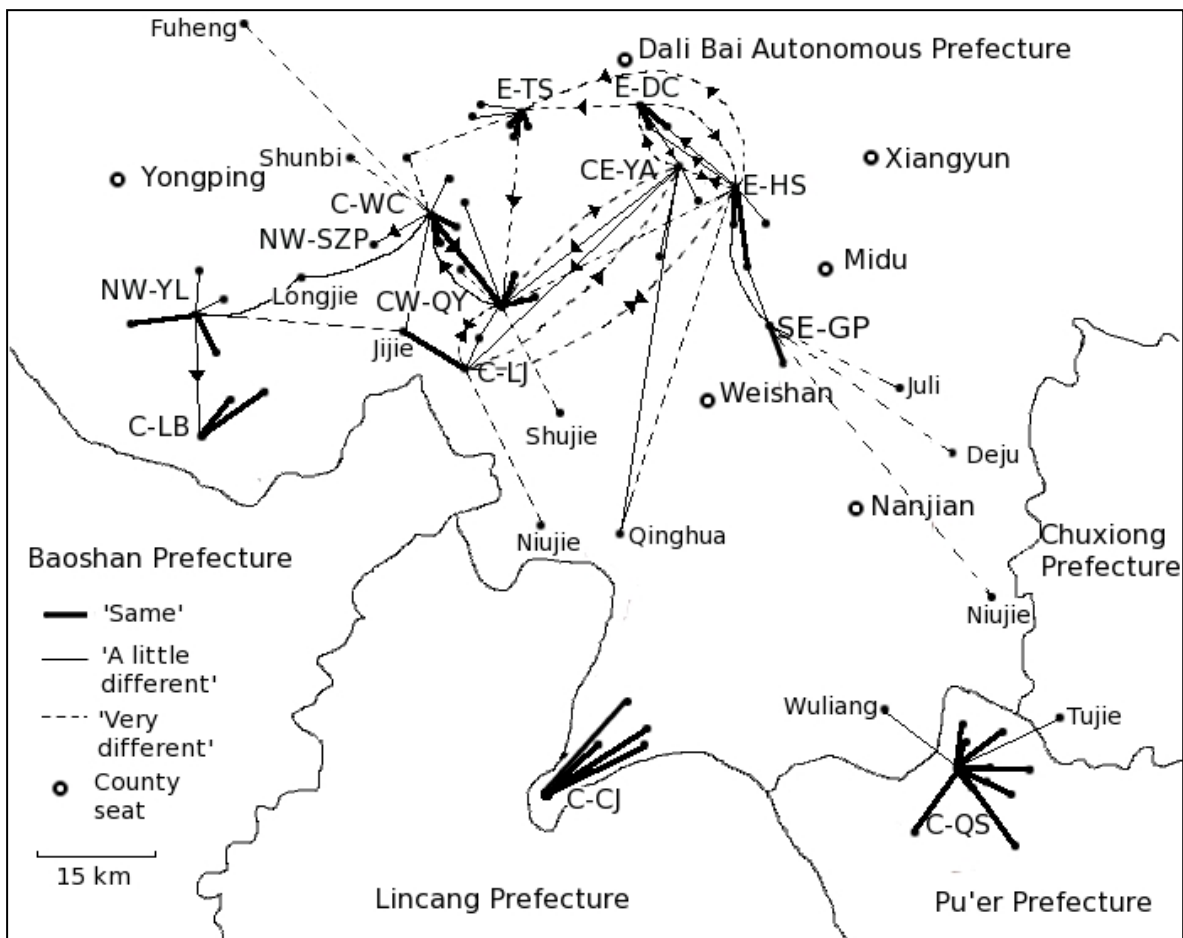 Fuheng
Dali Bai Autonomous Prefecture
E-TS
E-DC
Shunbi
Yongping
CE-YA
Xiangyun
E-HS
C-WC
NW-SZP
Midu
NW-YL
Longjie
CW-QY
SE-GP
Jijie
C-LJ
Juli
Weishan
C-LB
Shujie
Deju
Nanjian
Niujie
Qinghua
Chuxiong
Prefecture
Baoshan Prefecture
Niujie
'Same'
'A little
different'
'Very
different'
County
seat
15 km
Wuliang
Tujie
C-CJ
C-QS
Lincang Prefecture
Pu'er Prefecture